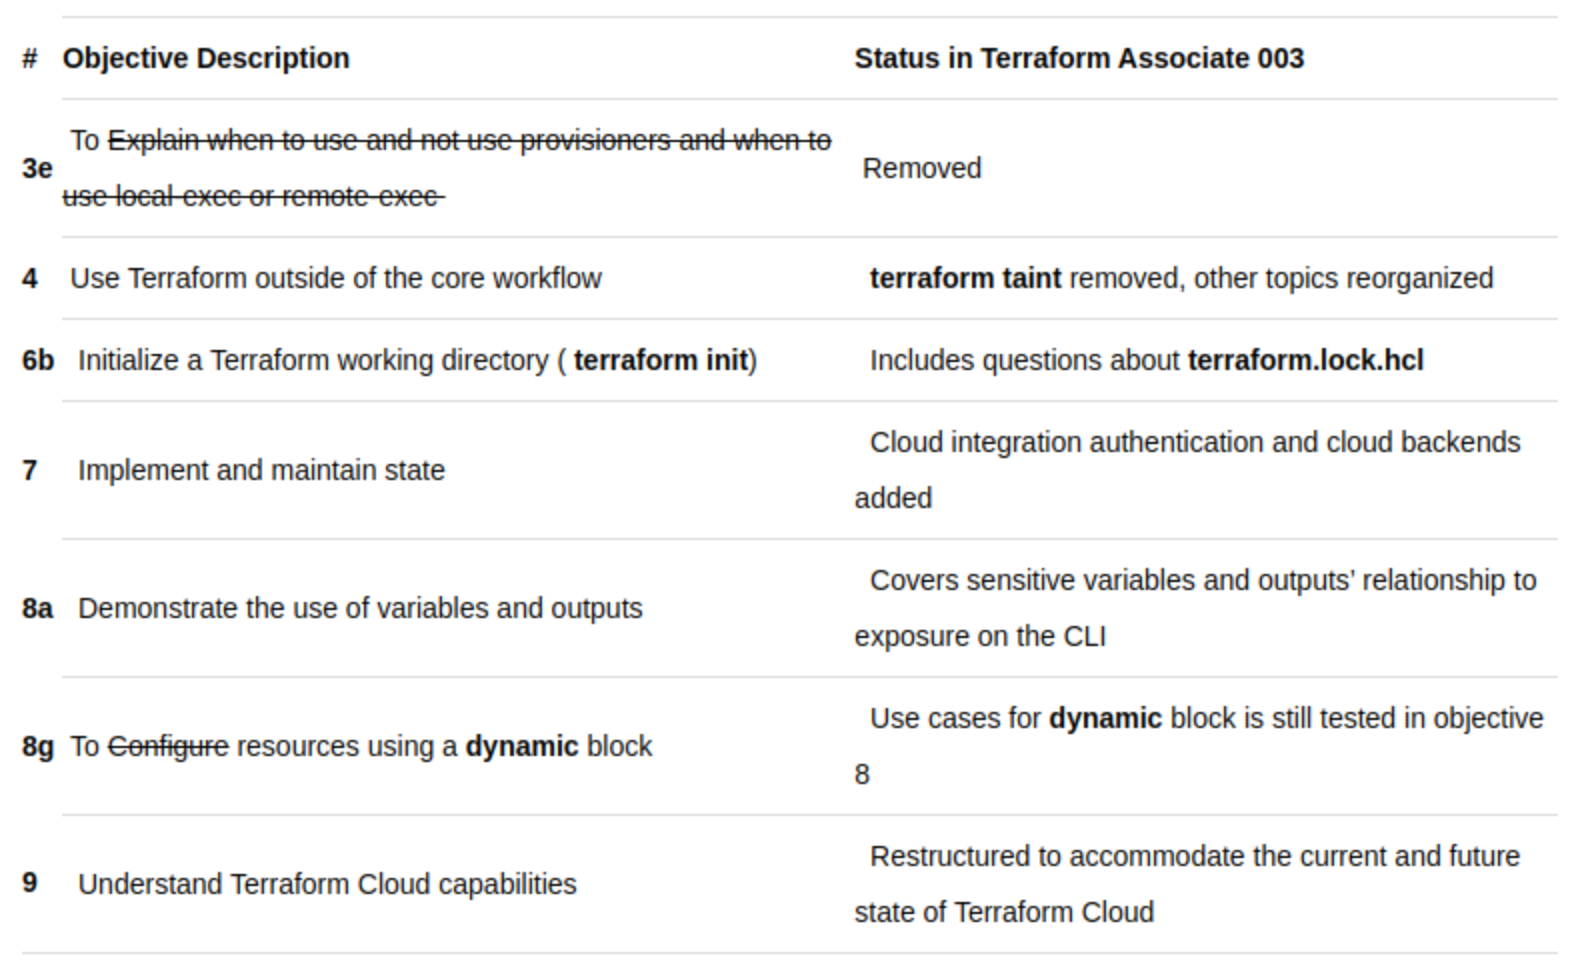 # Objective Description Status in Terraform Associate 003
3e To Explain when to use and not use provisioners and when to
use local-exec or remote-exec
Removed
4 Use Terraform outside of the core workflow terraform taint removed, other topics reorganized
6b Initialize a Terraform working directory ( terraform init) Includes questions about terraform.lock.hcl
7 Implement and maintain state
Cloud integration authentication and cloud backends
added
8a Demonstrate the use of variables and outputs
Covers sensitive variables and outputs’ relationship to
exposure on the CLI
8g To Configure resources using a dynamic block
Use cases for dynamic block is still tested in objective
8
9 Understand Terraform Cloud capabilities
Restructured to accommodate the current and future
state of Terraform Cloud